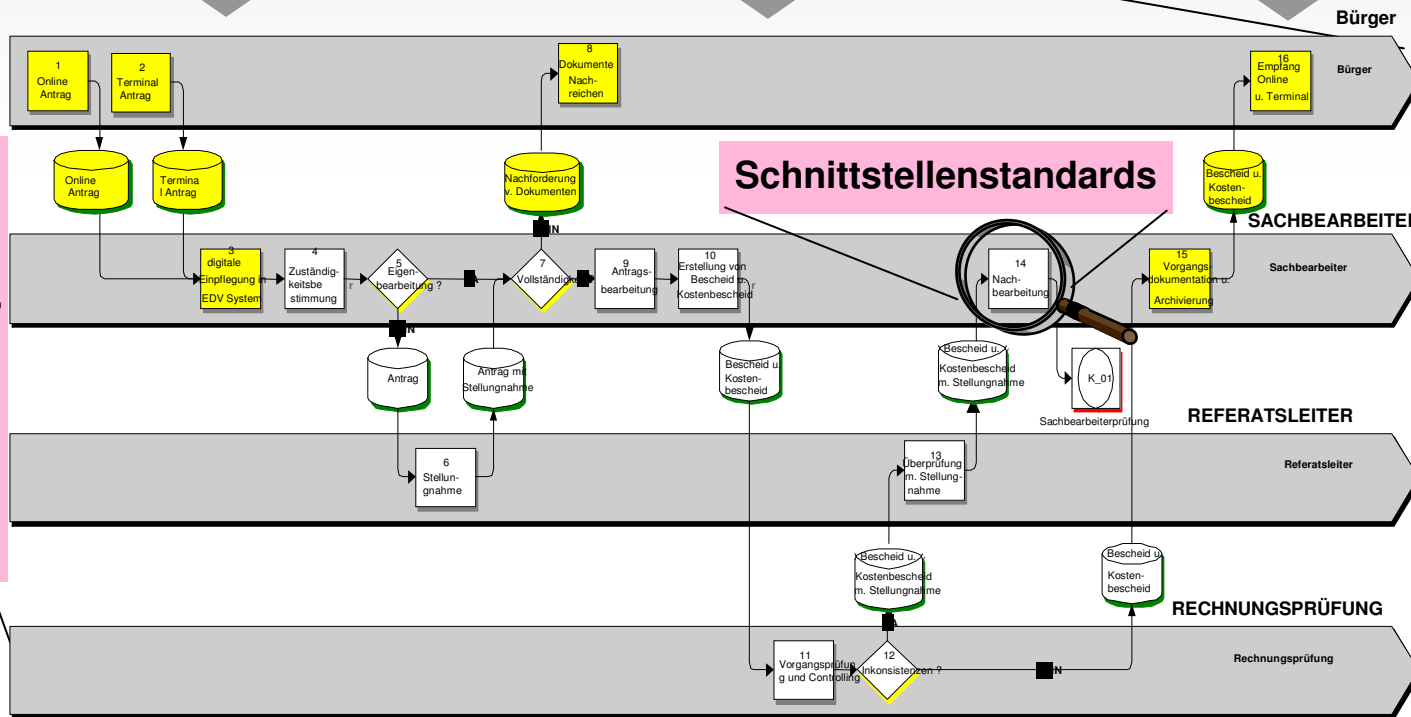 Bürger
1
Online
Antrag
2
Terminal
Antrag
8
Dokumente
Nach-
reichen
16
Empfang
Online
u. Terminal
Bürger
Online
Antrag
Termina
l Antrag
Nachforderung
v. Dokumenten
Schnittstellenstandards
Bescheid u.
Kosten-
bescheid
SACHBEARBEITER
3
digitale
Einpflegung in
EDV System
4
Zuständig-
keitsbe
stimmung
r
5
Eigen-
bearbeitung ?
A
N
7
Vollständigke
IN
9
Antrags-
bearbeitung
10
Erstellung von
Bescheid u.
Kostenbescheid
r
14
Nach-
bearbeitung
15
Vorgangs-
dokumentation u.
Archivierung
Sachbearbeiter
Antrag
Antrag mit
Stellungnahme
Bescheid u.
Kosten-
bescheid
Bescheid u.
Kostenbescheid
m. Stellungnahme
K_01
Sachbearbeiterprüfung
REFERATSLEITER
6
Stellun-
gnahme
13
Überprüfung
m. Stellung-
nahme
Referatsleiter
Bescheid u.
Kostenbescheid
m. Stellungnahme
Bescheid u.
Kosten-
bescheid
RECHNUNGSPRÜFUNG
11
Vorgangsprüfun
g und Controlling
12
Inkonsistenzen ?
A
N
Rechnungsprüfung